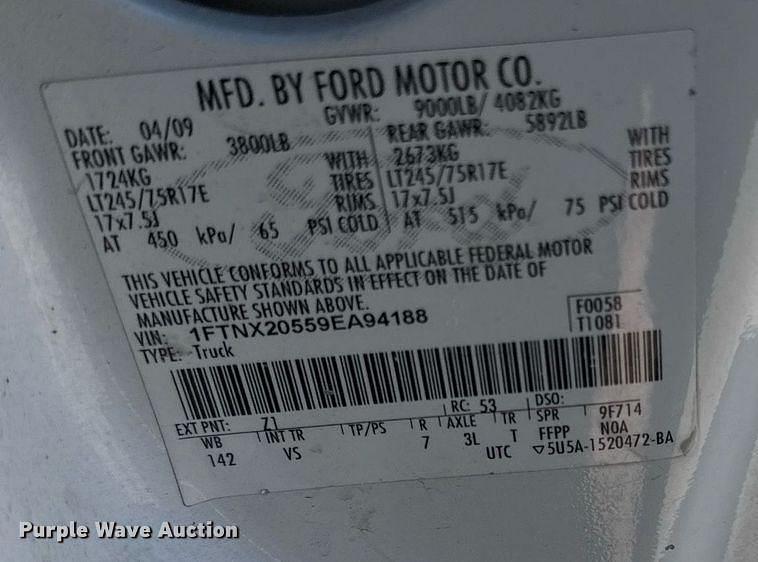 MFD. BY FORD MOTOR CO.
DATE: 04/09 GVWR: 9000LB/ 4082KG
FRONT GAWR: 3800LB REAR GAWR: 5892LB
1724KG WITH 2673KG WITH
LT245/75R17E TIRES LT245/75R17E TIRES
17x7.5J RIMS 17x7.5J RIMS
AT 450 kPa/ 65 PSI COLD AT 515 kPa/ 75 PSI COLD
THIS VEHICLE CONFORMS TO ALL APPLICABLE FEDERAL MOTOR
VEHICLE SAFETY STANDARDS IN EFFECT ON THE DATE OF
MANUFACTURE SHOWN ABOVE.
VIN: 1FTNX20559EA94188 F0058
TYPE: Truck T1081
EXT PNT: Z1 RC: 53 DSO:
WB INT TR TP/PS R AXLE TR SPR 9F714
142 VS 7 3L T FFPP N0A
UTC ▽5U5A-1520472-BA
Ford
Purple Wave Auction